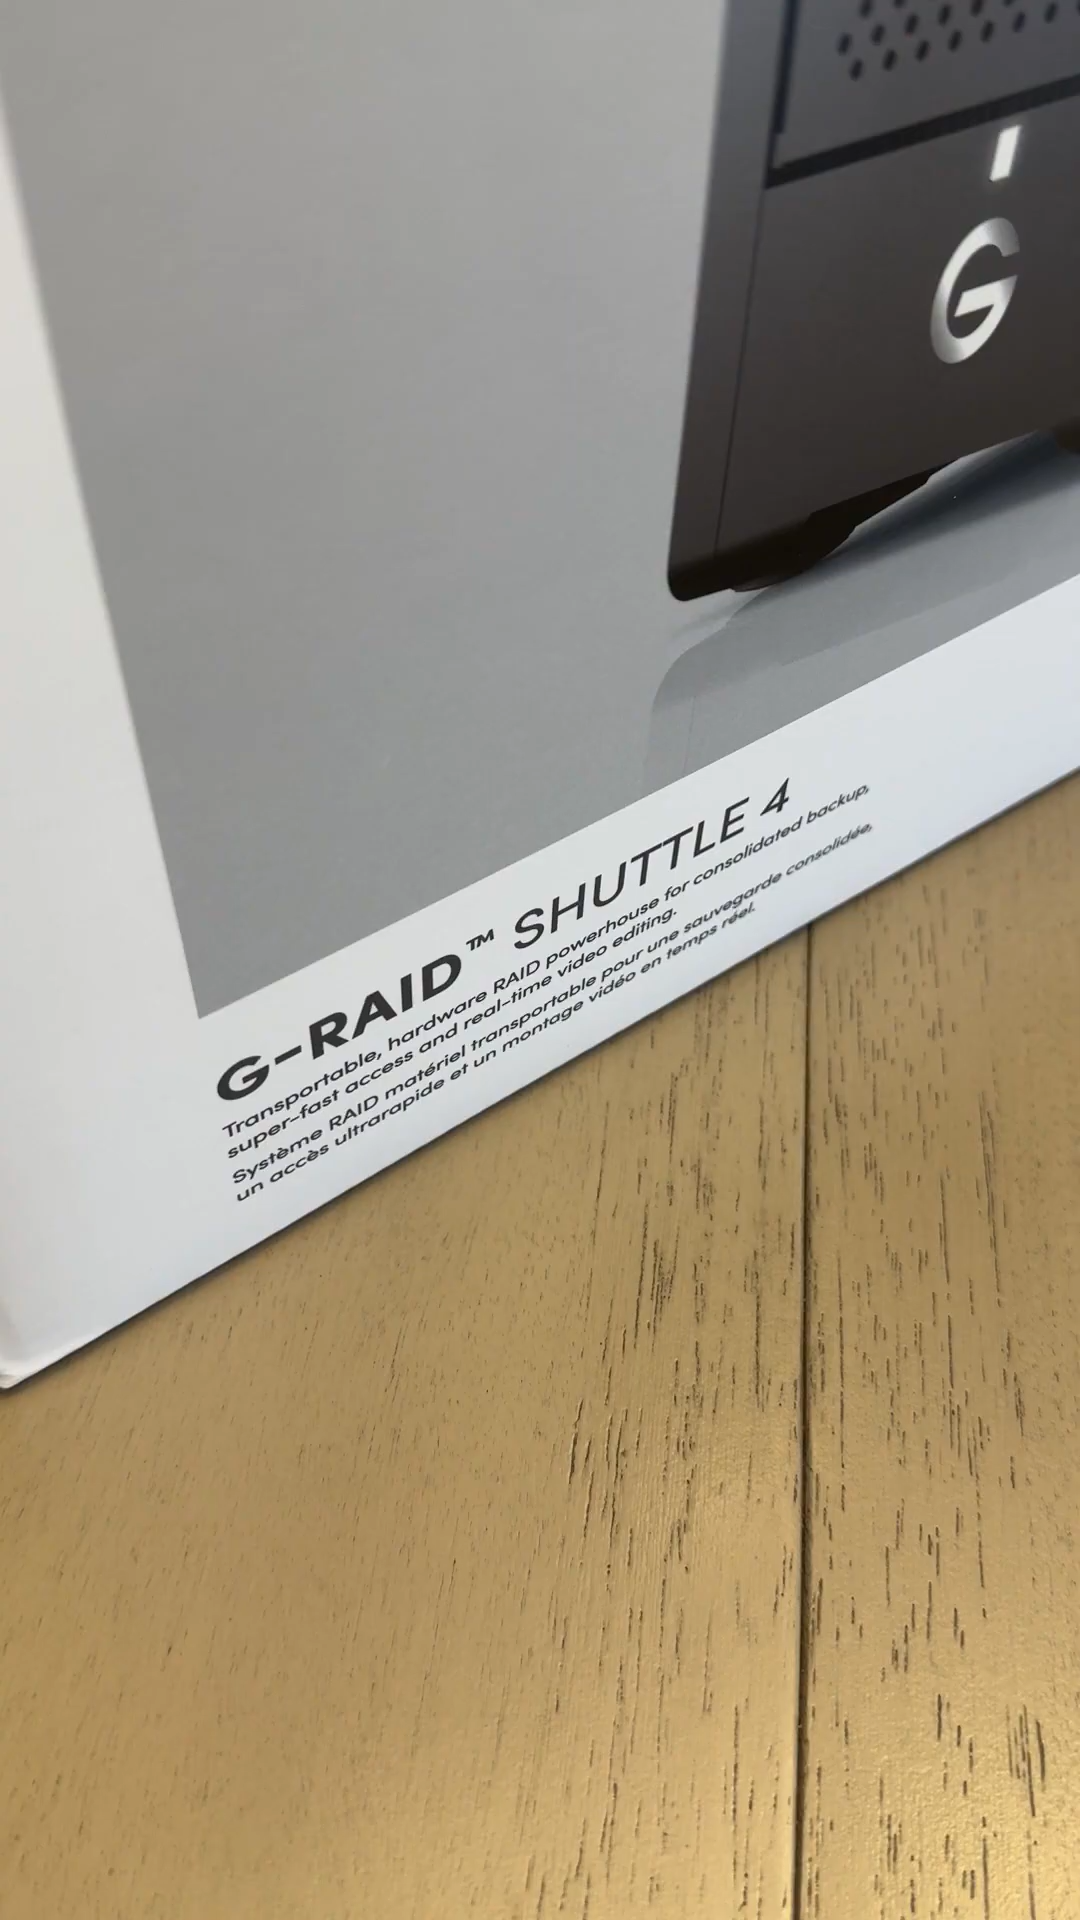 G
G-RAID™ SHUTTLE 4
Transportable, hardware RAID powerhouse for consolidated backup,
super-fast access and real-time video editing.
Système RAID matériel transportable pour une sauvegarde consolidée,
un accès ultrarapide et un montage vidéo en temps réel.